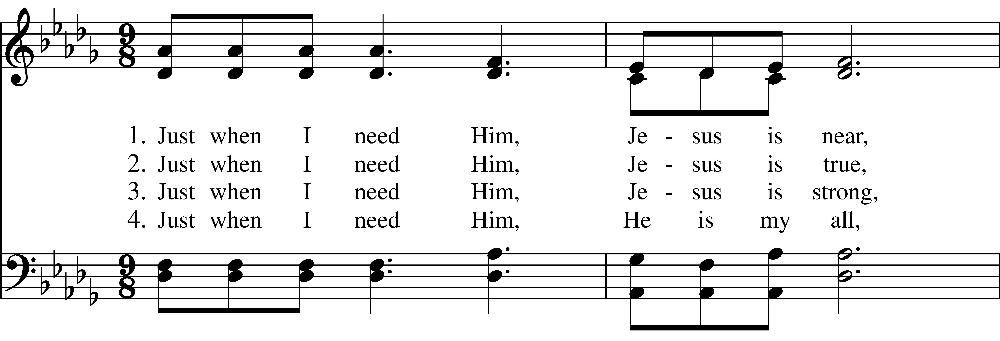 9
8
1. Just when I need Him, Je - sus is near,
2. Just when I need Him, Je - sus is true,
3. Just when I need Him, Je - sus is strong,
4. Just when I need Him, He is my all,
9
8